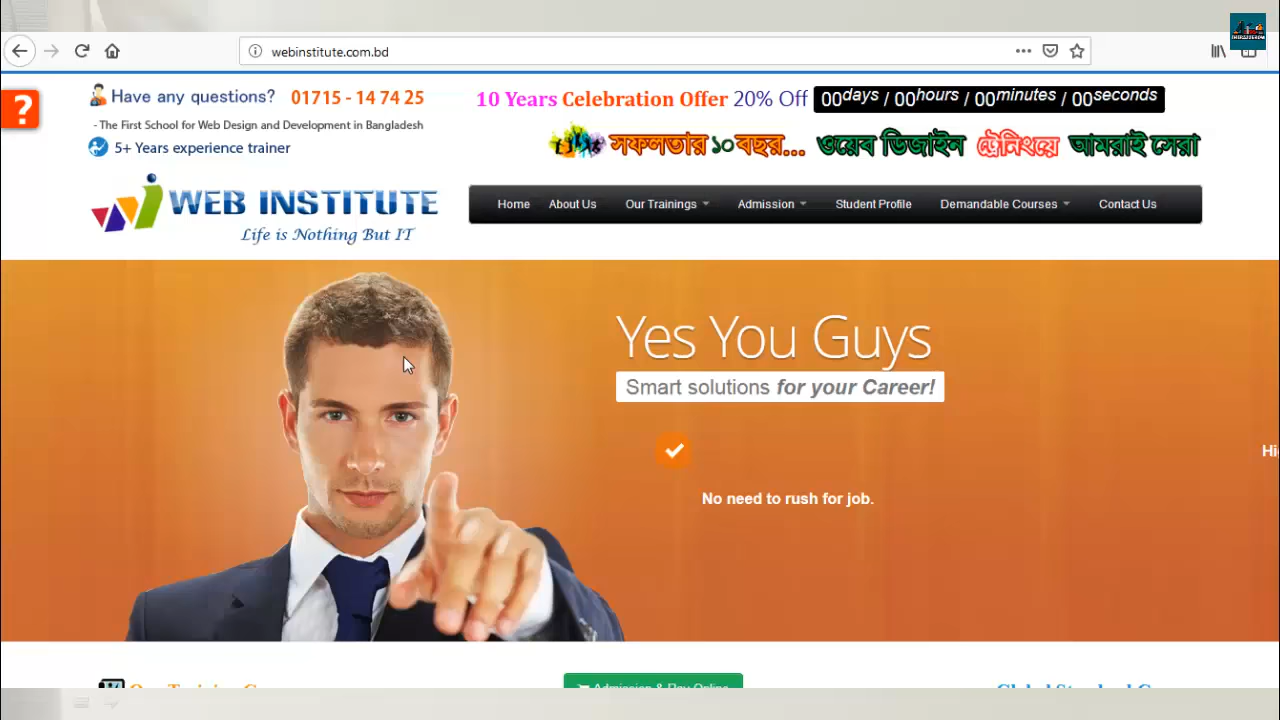 webinstitute.com.bd
Have any questions? 01715 - 14 74 25
10 Years Celebration Offer 20% Off 00days / 00hours / 00minutes / 00seconds
- The First School for Web Design and Development in Bangladesh
5+ Years experience trainer
সফলতার ১০ বছর... ওয়েব ডিজাইন ট্রেনিংয়ে আমরাই সেরা
WEB INSTITUTE
Life is Nothing But IT
Home About Us Our Trainings Admission Student Profile Demandable Courses Contact Us
Yes You Guys
Smart solutions for your Career!
No need to rush for job.
Admission & Pay Online